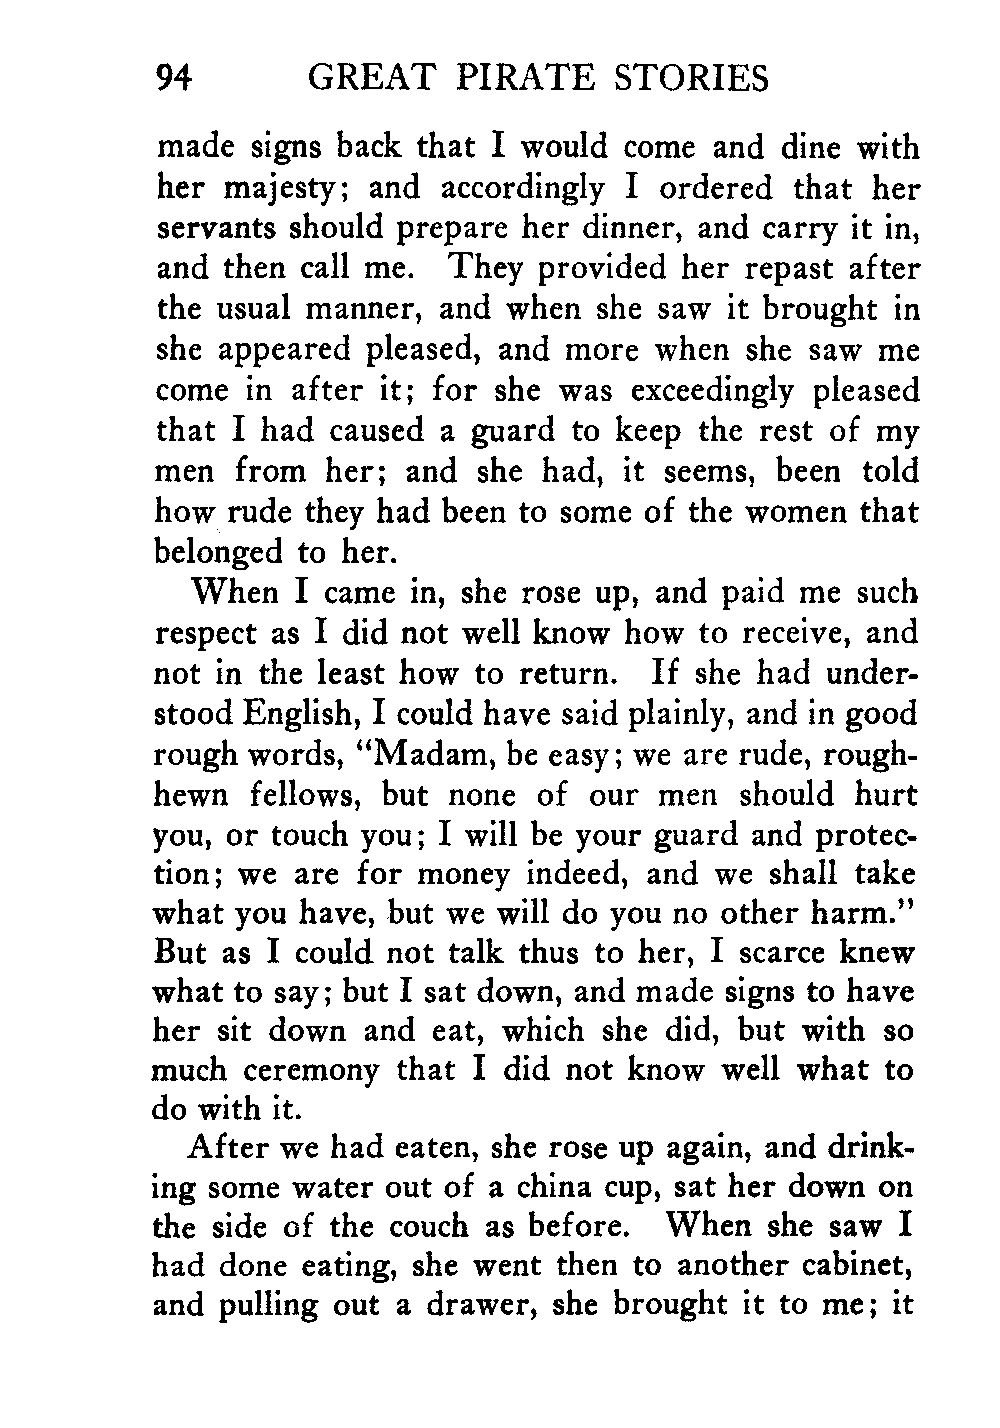 94 GREAT PIRATE STORIES
made signs back that I would come and dine with
her majesty; and accordingly I ordered that her
servants should prepare her dinner, and carry it in,
and then call me. They provided her repast after
the usual manner, and when she saw it brought in
she appeared pleased, and more when she saw me
come in after it; for she was exceedingly pleased
that I had caused a guard to keep the rest of my
men from her; and she had, it seems, been told
how rude they had been to some of the women that
belonged to her.
When I came in, she rose up, and paid me such
respect as I did not well know how to receive, and
not in the least how to return. If she had under-
stood English, I could have said plainly, and in good
rough words, “Madam, be easy; we are rude, rough-
hewn fellows, but none of our men should hurt
you, or touch you; I will be your guard and protec-
tion; we are for money indeed, and we shall take
what you have, but we will do you no other harm.”
But as I could not talk thus to her, I scarce knew
what to say; but I sat down, and made signs to have
her sit down and eat, which she did, but with so
much ceremony that I did not know well what to
do with it.
After we had eaten, she rose up again, and drink-
ing some water out of a china cup, sat her down on
the side of the couch as before. When she saw I
had done eating, she went then to another cabinet,
and pulling out a drawer, she brought it to me; it